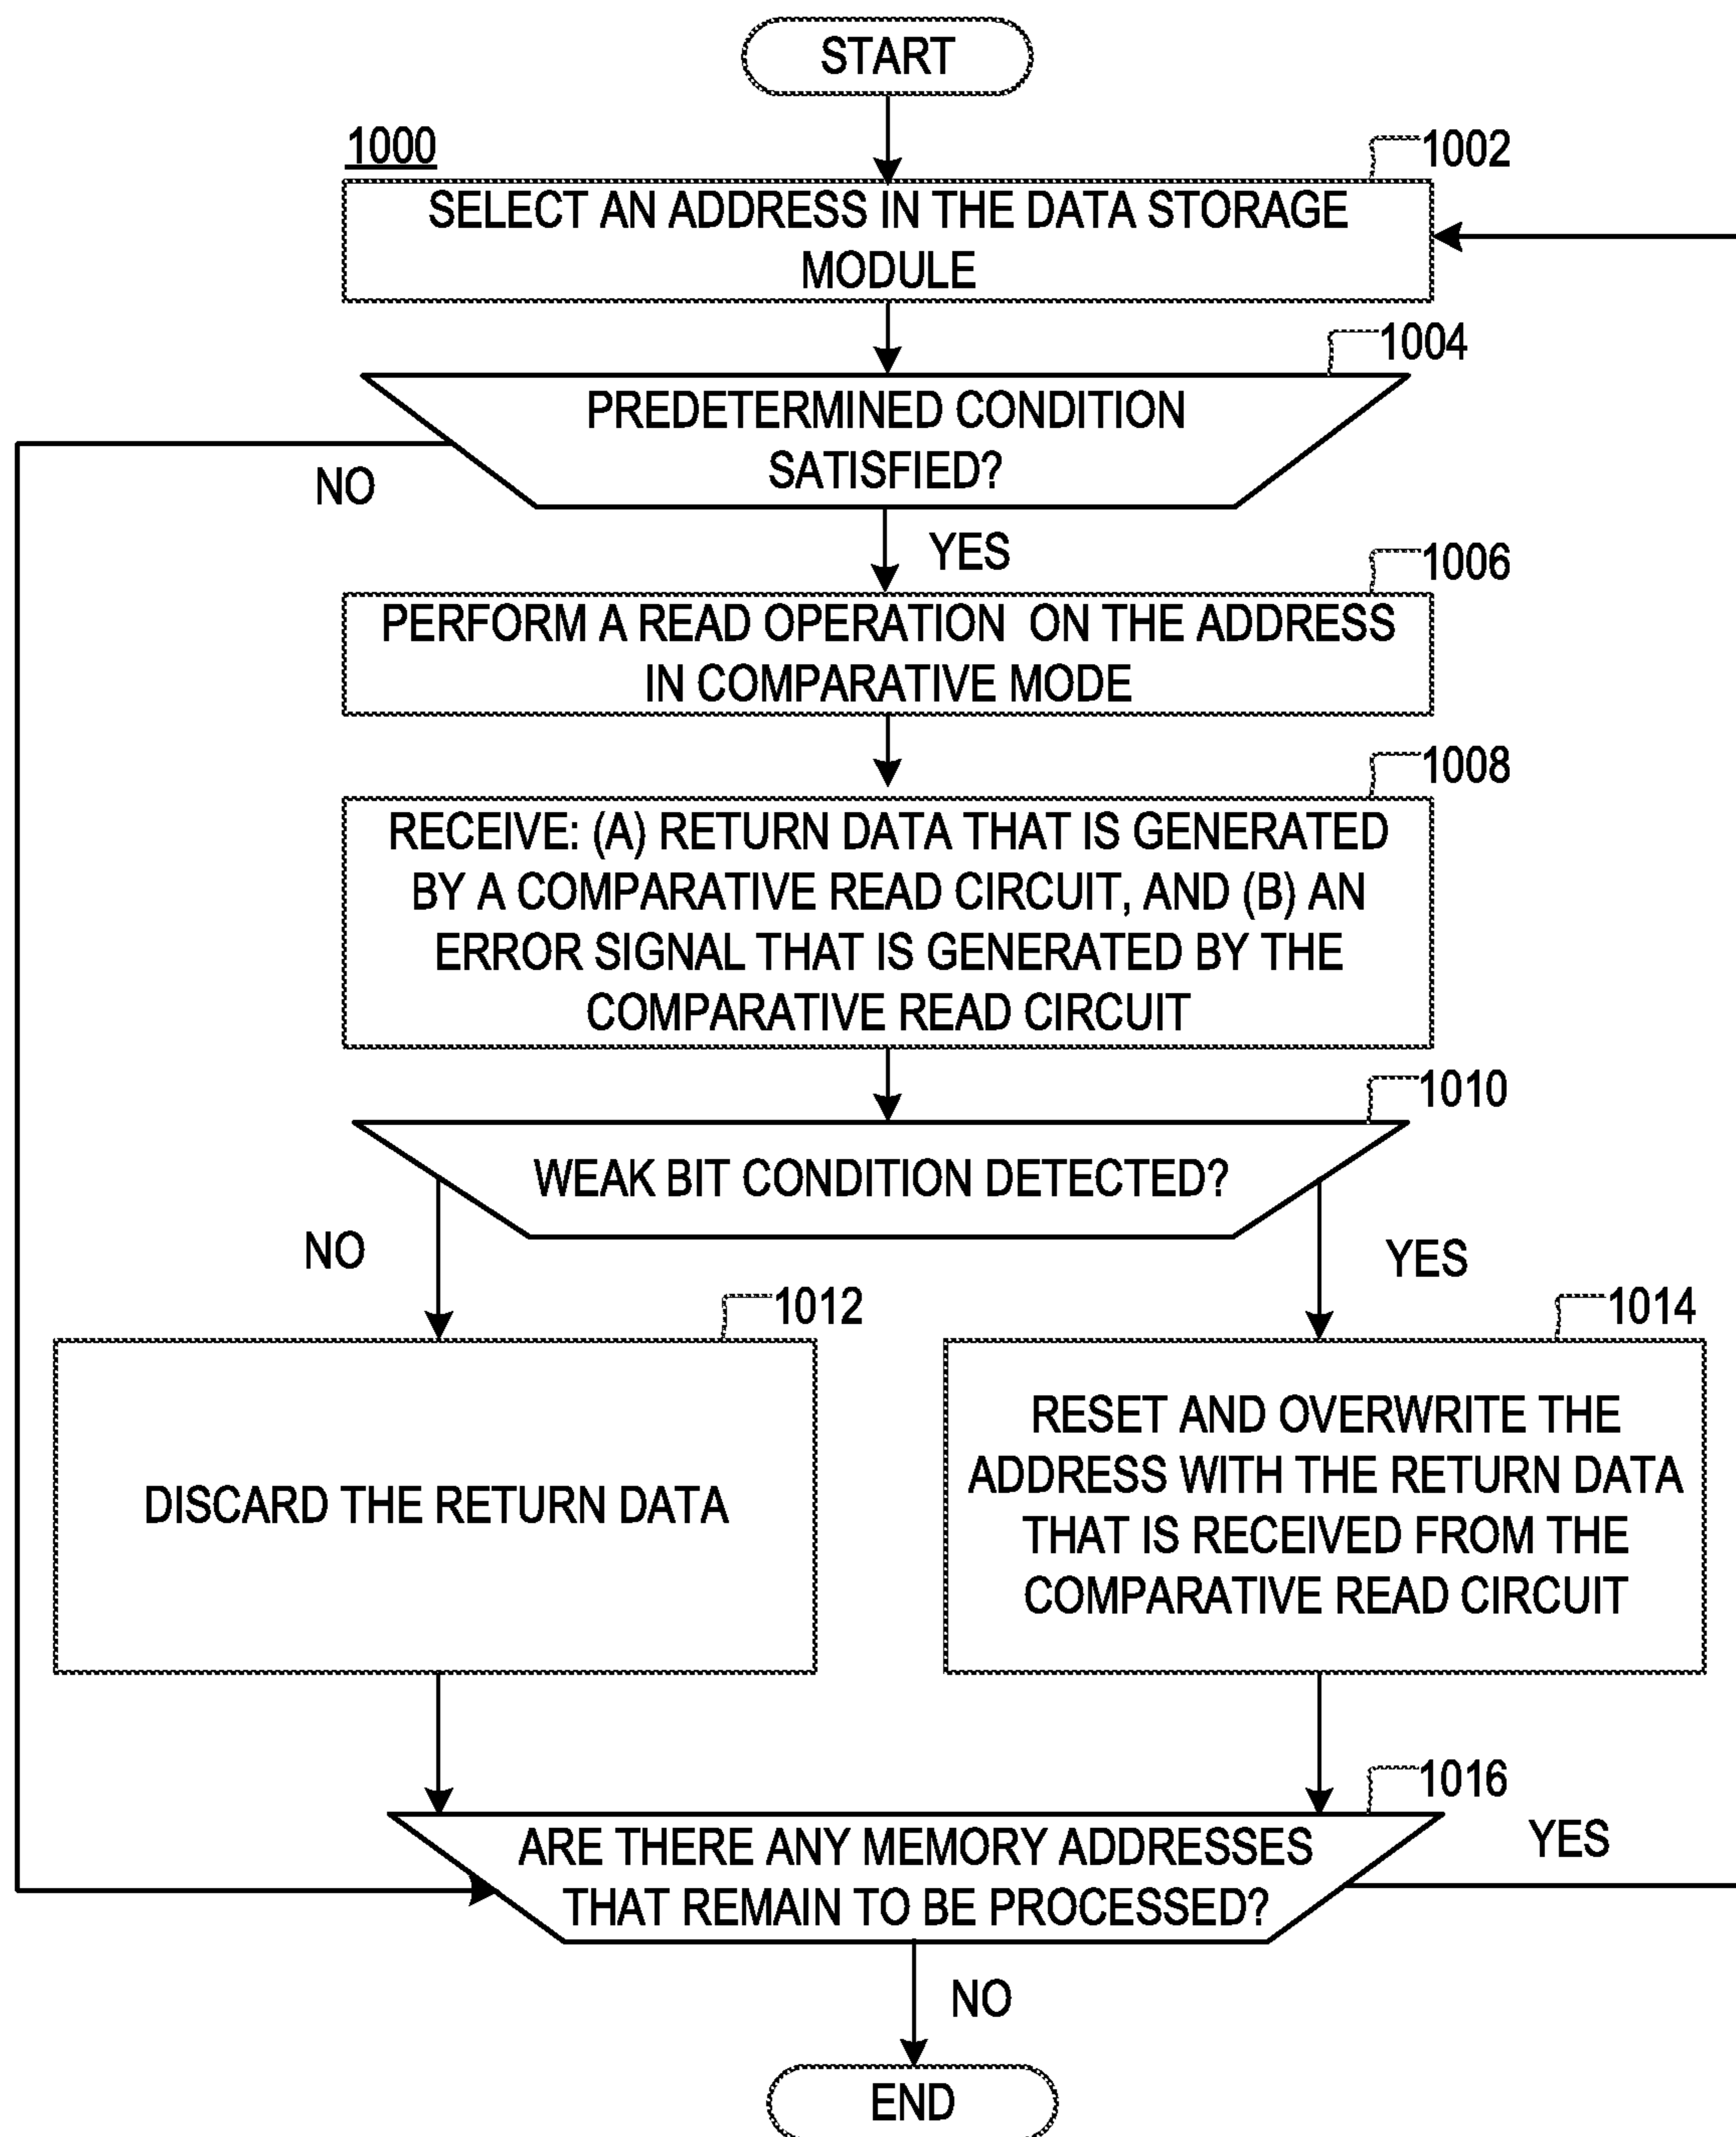 START
1000
1002
SELECT AN ADDRESS IN THE DATA STORAGE
MODULE
1004
PREDETERMINED CONDITION
SATISFIED?
NO
YES
1006
PERFORM A READ OPERATION ON THE ADDRESS
IN COMPARATIVE MODE
1008
RECEIVE: (A) RETURN DATA THAT IS GENERATED
BY A COMPARATIVE READ CIRCUIT, AND (B) AN
ERROR SIGNAL THAT IS GENERATED BY THE
COMPARATIVE READ CIRCUIT
1010
WEAK BIT CONDITION DETECTED?
NO
YES
1012
DISCARD THE RETURN DATA
1014
RESET AND OVERWRITE THE
ADDRESS WITH THE RETURN DATA
THAT IS RECEIVED FROM THE
COMPARATIVE READ CIRCUIT
1016
ARE THERE ANY MEMORY ADDRESSES
THAT REMAIN TO BE PROCESSED?
YES
NO
END